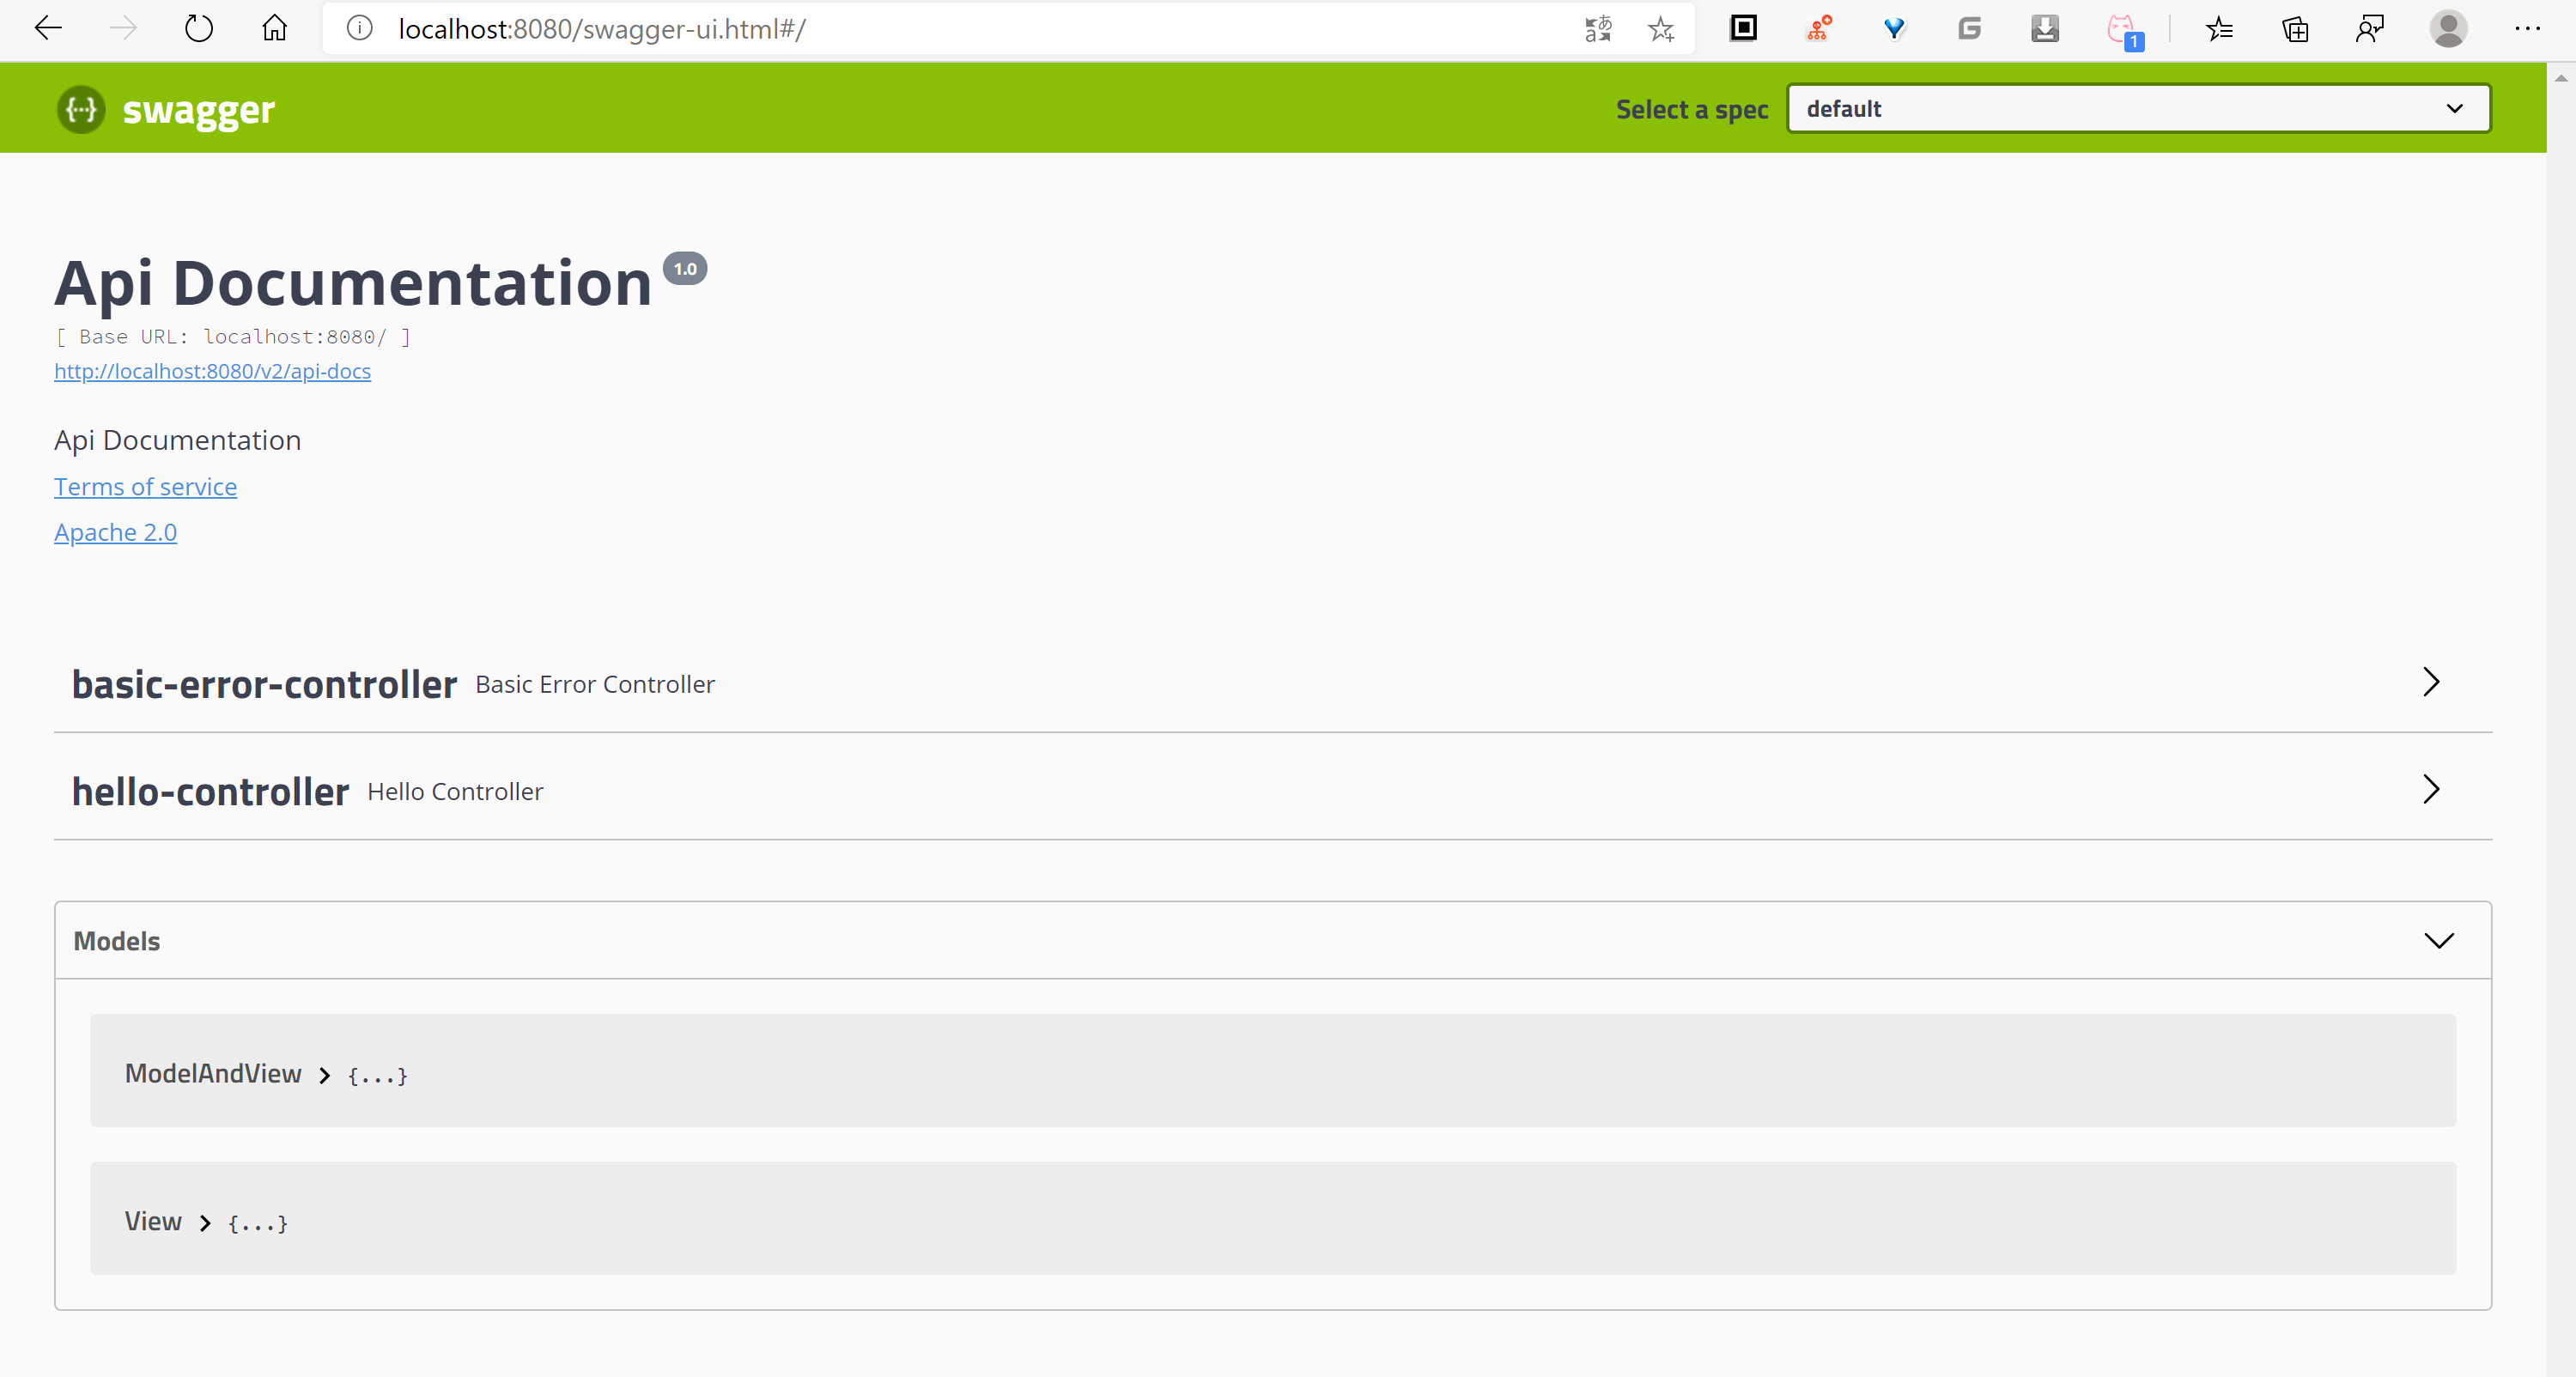 localhost:8080/swagger-ui.html#/
1
{···} swagger
Select a spec
default
Api Documentation 1.0
[ Base URL: localhost:8080/ ]
http://localhost:8080/v2/api-docs
Api Documentation
Terms of service
Apache 2.0
basic-error-controller Basic Error Controller
hello-controller Hello Controller
Models
ModelAndView > {...}
View > {...}